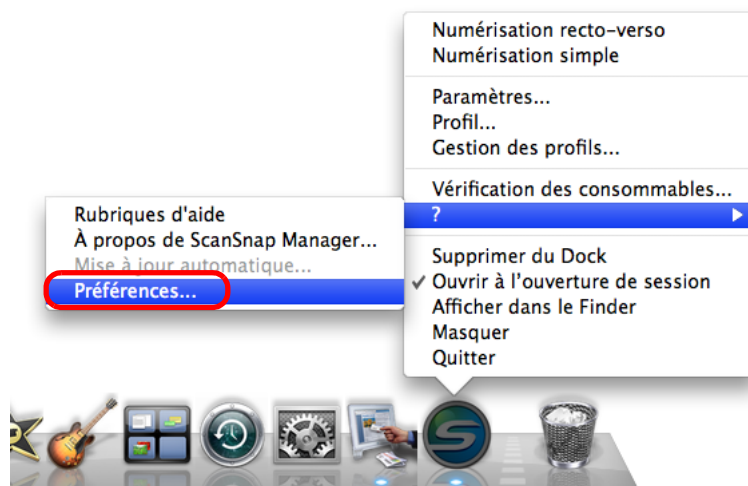 Numérisation recto-verso
Numérisation simple
Paramètres...
Profil...
Gestion des profils...
Vérification des consommables...
?
Rubriques d'aide
À propos de ScanSnap Manager...
Mise à jour automatique...
Préférences...
Supprimer du Dock
✓ Ouvrir à l'ouverture de session
Afficher dans le Finder
Masquer
Quitter